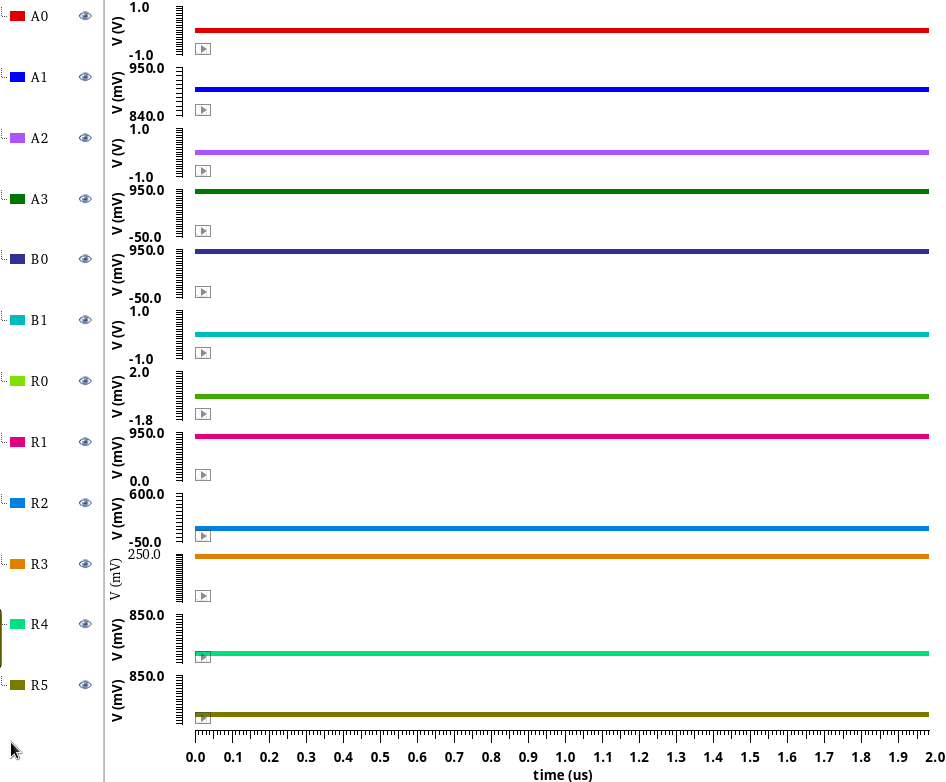 A0
V (V)
1.0
-1.0
A1
V (mV)
950.0
840.0
A2
V (V)
1.0
-1.0
A3
V (mV)
950.0
-50.0
B0
V (mV)
950.0
-50.0
B1
V (V)
1.0
-1.0
R0
V (mV)
2.0
-1.8
R1
V (mV)
950.0
0.0
R2
V (mV)
600.0
-50.0
R3
V (mV)
250.0
R4
V (mV)
850.0
R5
V (mV)
850.0
0.0 0.1 0.2 0.3 0.4 0.5 0.6 0.7 0.8 0.9 1.0 1.1 1.2 1.3 1.4 1.5 1.6 1.7 1.8 1.9 2.0
time (us)